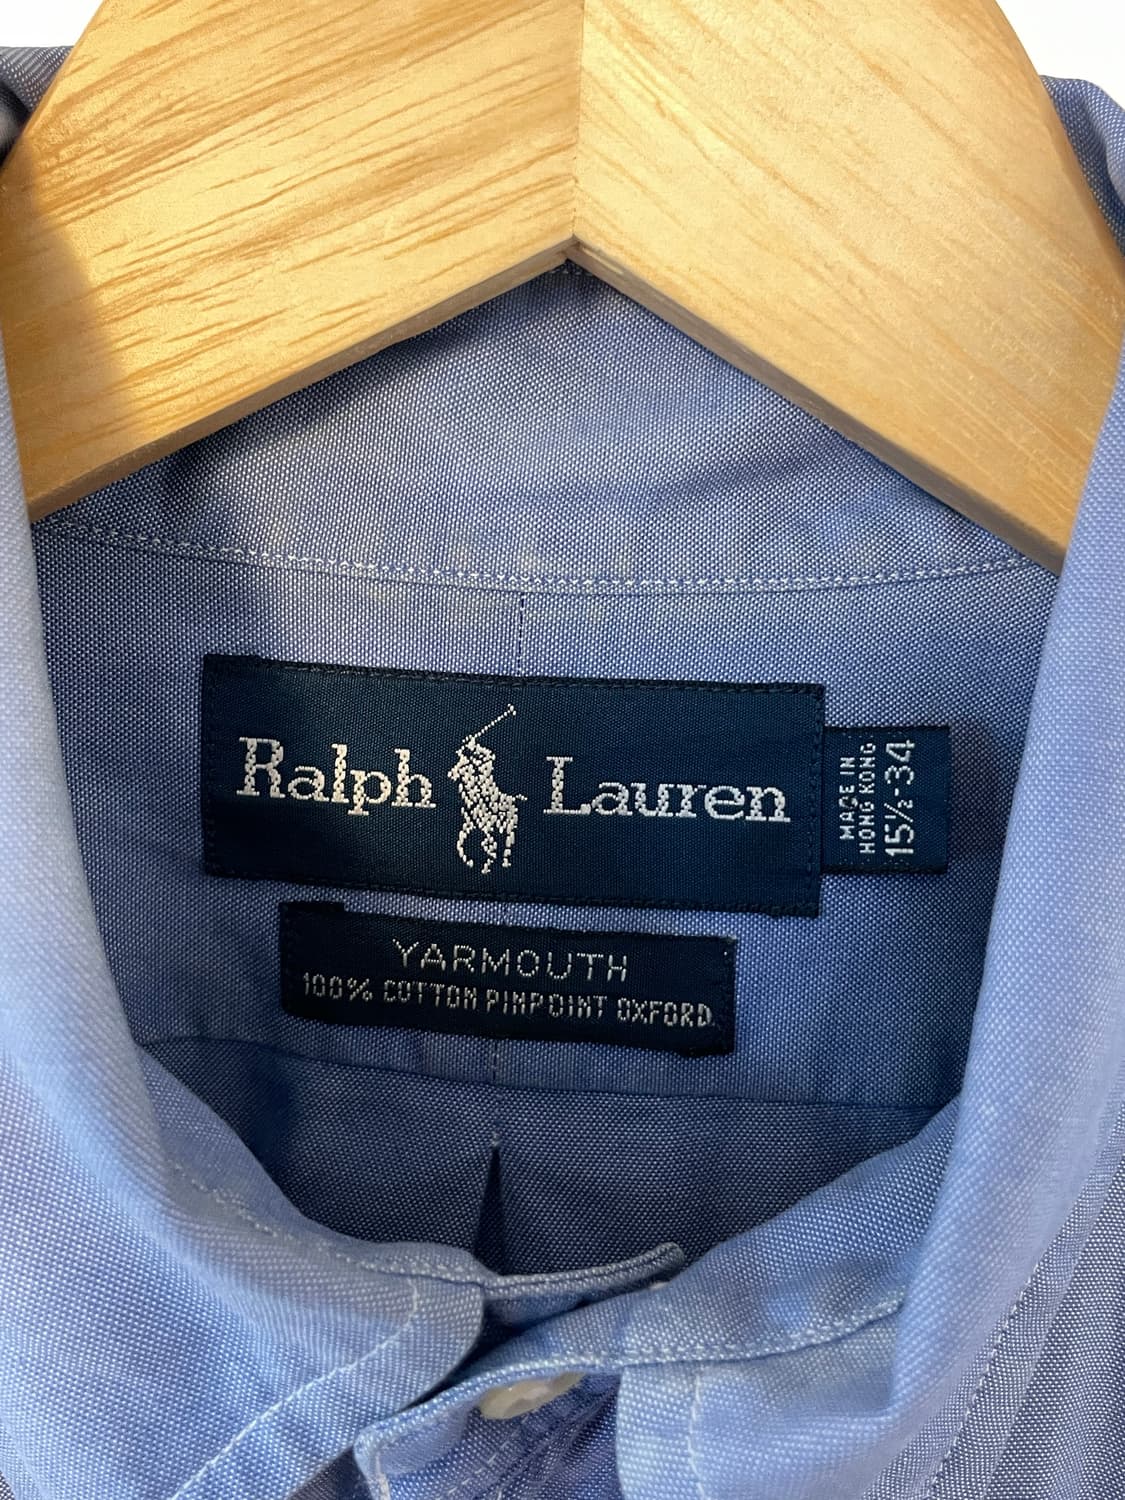 Ralph Lauren
MADE IN
HONG KONG
15½-34
YARMOUTH
100% COTTON PINPOINT OXFORD